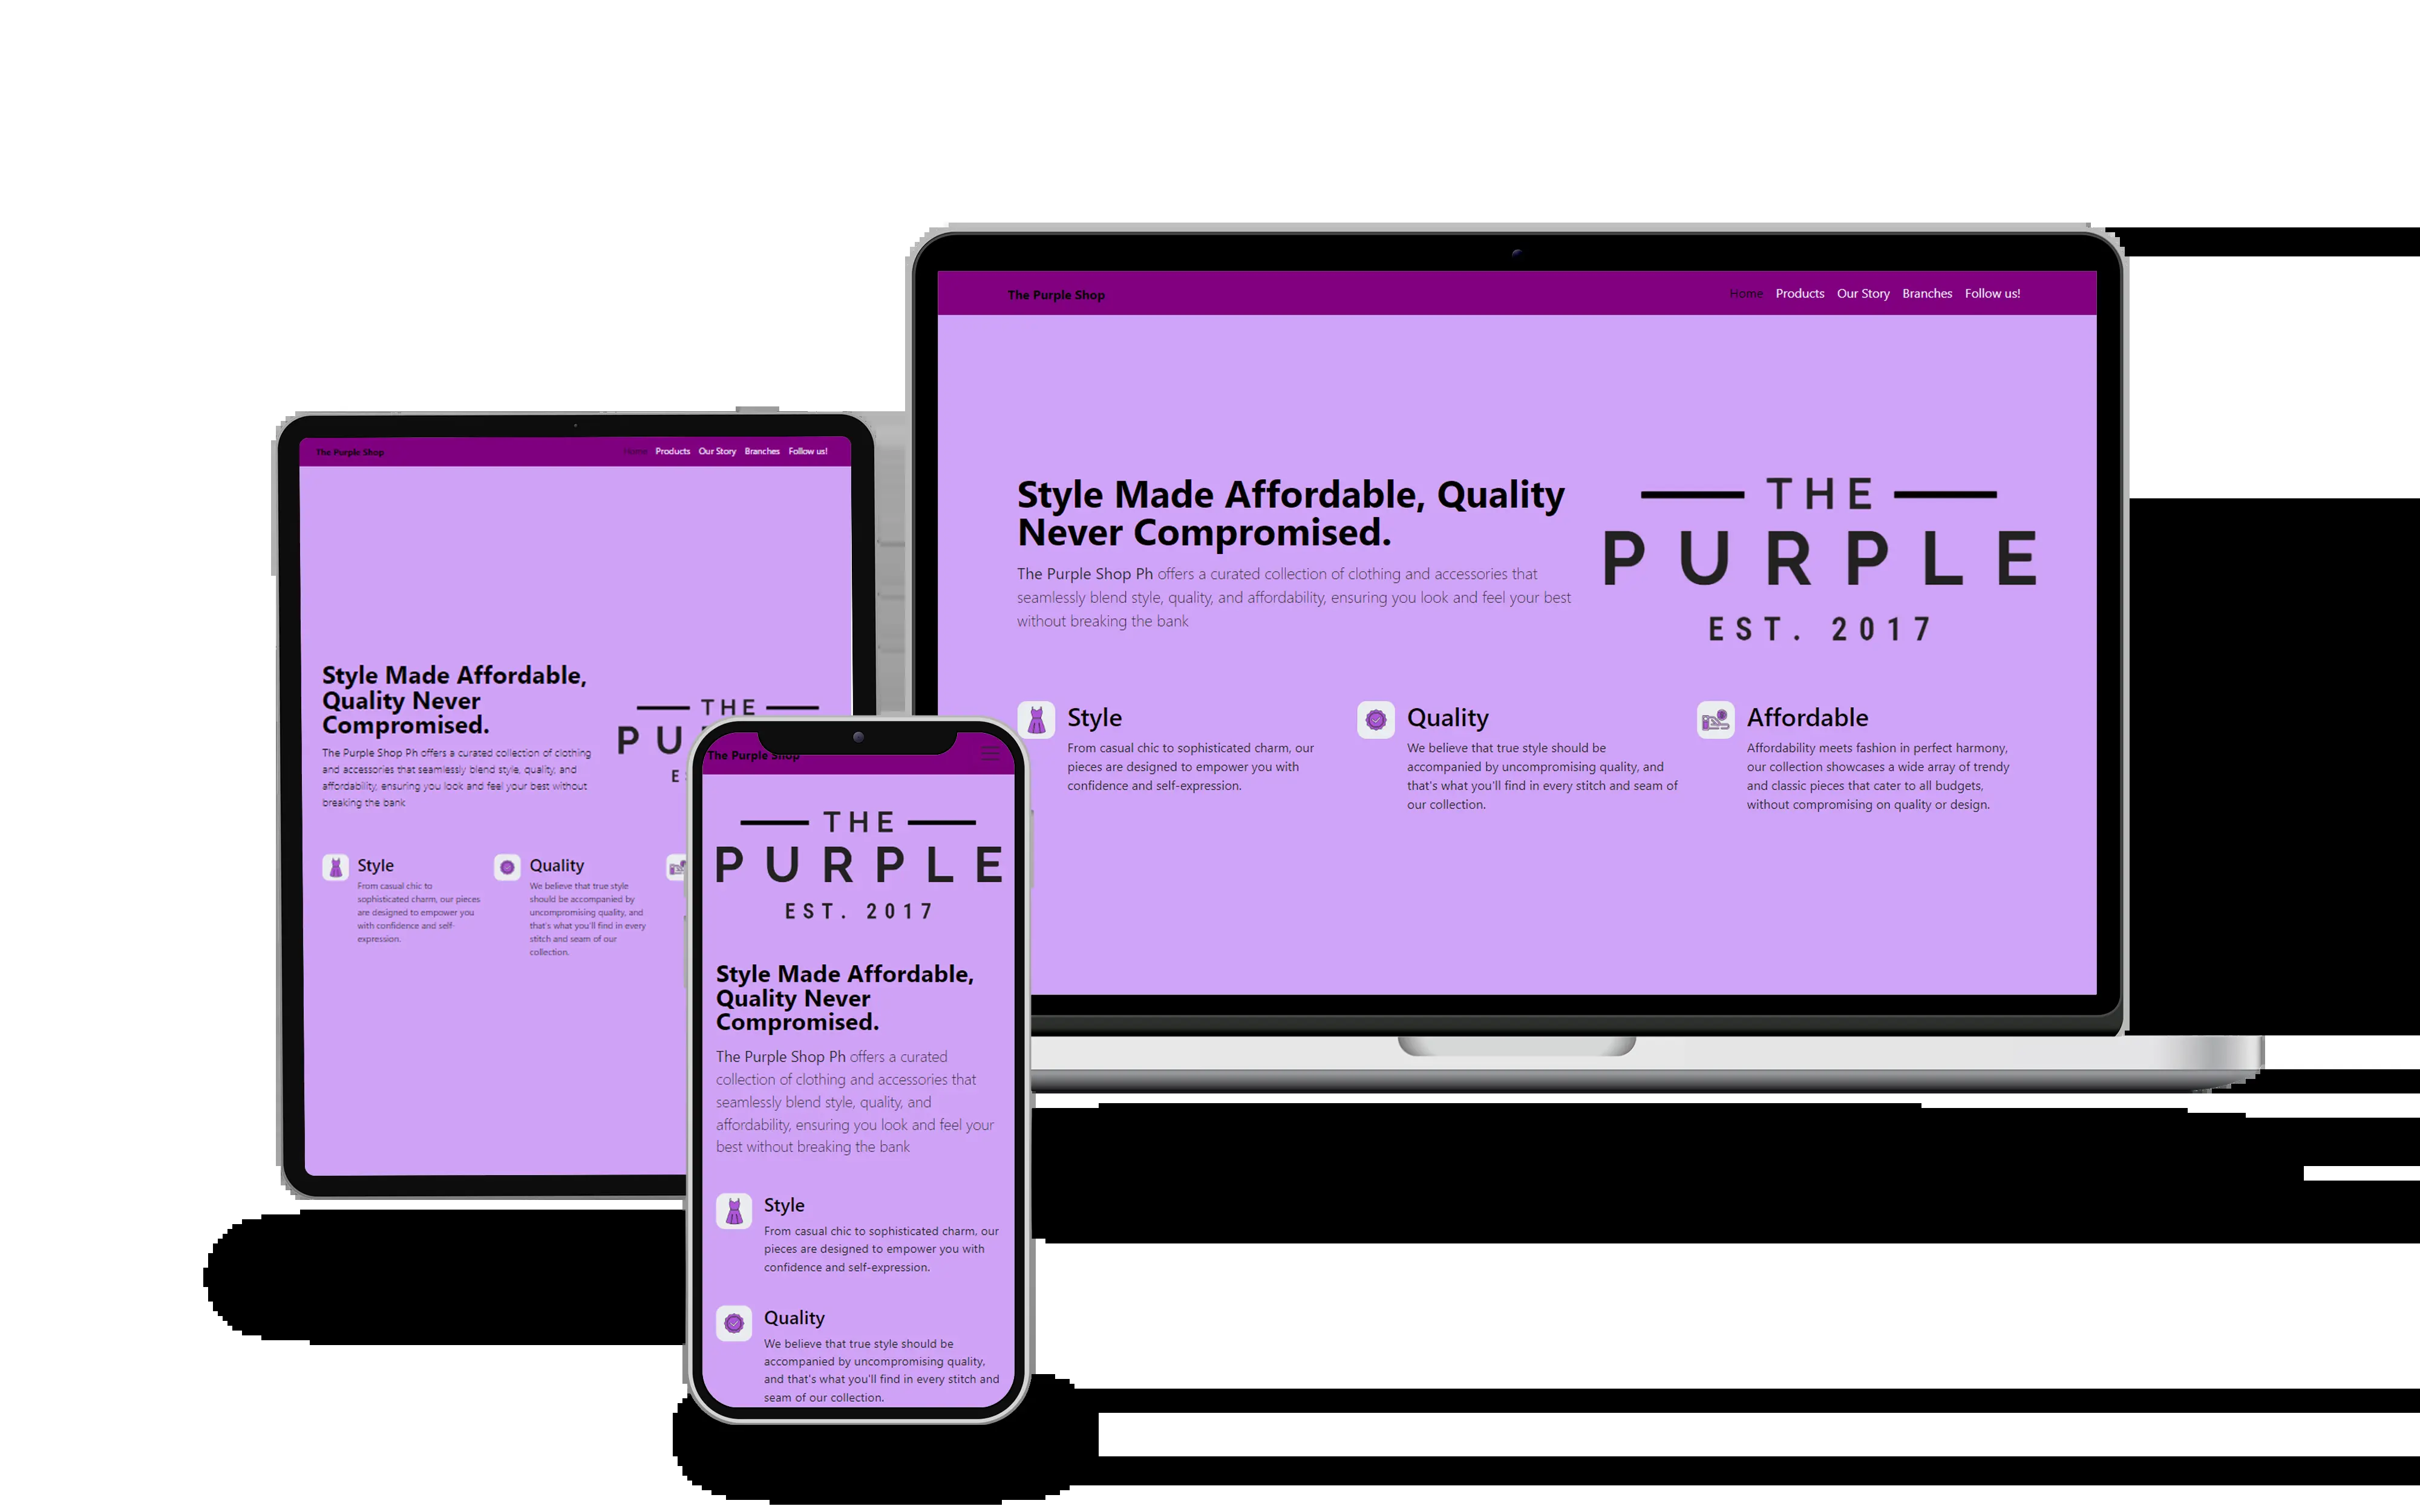 The Purple Shop
Home Products Our Story Branches Follow us!
Style Made Affordable, Quality
Never Compromised.
The Purple Shop Ph offers a curated collection of clothing and accessories that
seamlessly blend style, quality, and affordability, ensuring you look and feel your best
without breaking the bank
THE
PURPLE
EST. 2017
Style
From casual chic to sophisticated charm, our
pieces are designed to empower you with
confidence and self-expression.
Quality
We believe that true style should be
accompanied by uncompromising quality, and
that's what you'll find in every stitch and seam of
our collection.
Affordable
Affordability meets fashion in perfect harmony,
our collection showcases a wide array of trendy
and classic pieces that cater to all budgets,
without compromising on quality or design.
The Purple Shop
Home Products Our Story Branches Follow us!
Style Made Affordable,
Quality Never
Compromised.
The Purple Shop Ph offers a curated collection of clothing
and accessories that seamlessly blend style, quality, and
affordability, ensuring you look and feel your best without
breaking the bank
THE
PU
E
Style
From casual chic to
sophisticated charm, our pieces
are designed to empower you
with confidence and self-
expression.
Quality
We believe that true style
should be accompanied by
uncompromising quality, and
that's what you'll find in every
stitch and seam of our
collection.
The Purple Shop
THE
PURPLE
EST. 2017
Style Made Affordable,
Quality Never
Compromised.
The Purple Shop Ph offers a curated
collection of clothing and accessories that
seamlessly blend style, quality, and
affordability, ensuring you look and feel your
best without breaking the bank
Style
From casual chic to sophisticated charm, our
pieces are designed to empower you with
confidence and self-expression.
Quality
We believe that true style should be
accompanied by uncompromising quality,
and that's what you'll find in every stitch and
seam of our collection.